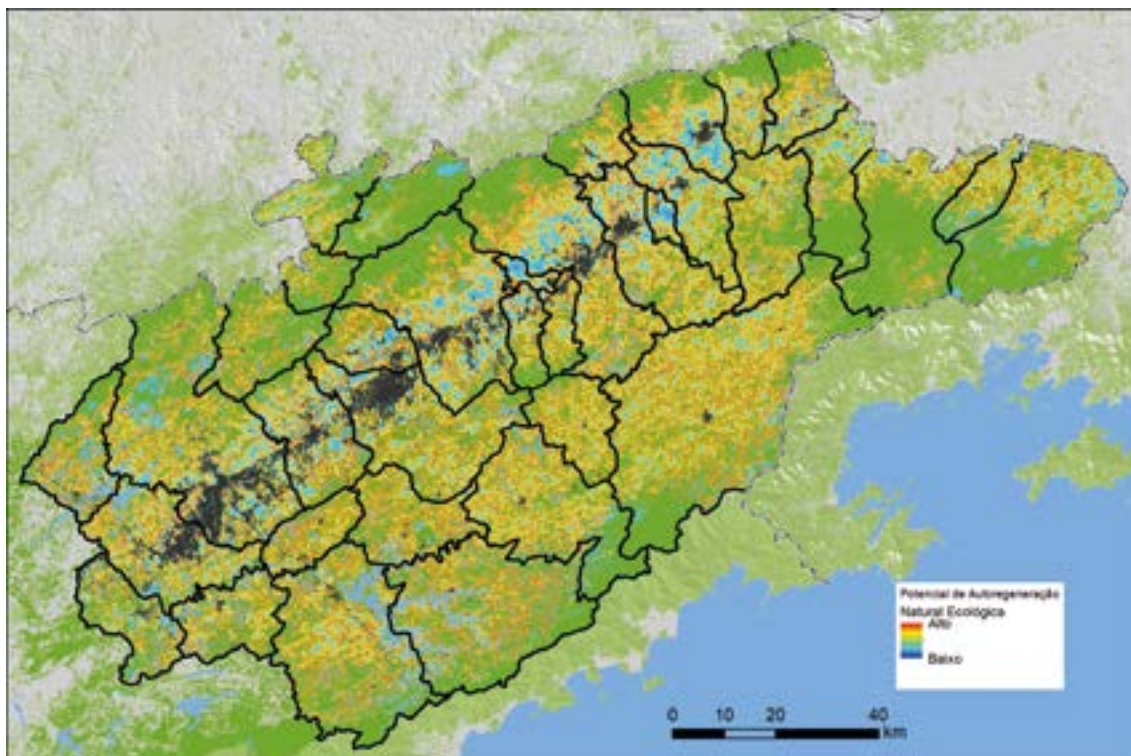 Potencial de Autoregeneração
Natural Ecológica
Alto
Baixo
0 10 20 40
km